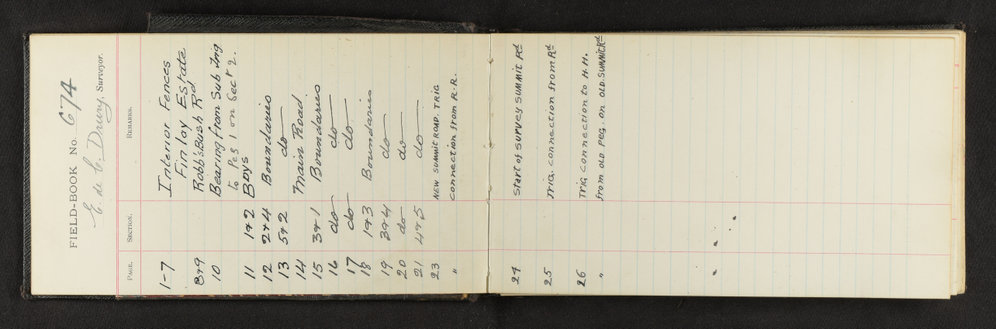 FIELD-BOOK No. 674
E. de C. Drury, Surveyor.
PAGE. SECTION. REMARKS.
1-7 Interior Fences
Finlay Estate
8&9 Robb's Bush Rd
10 Bearing from Sub Ing
to Peg 1 on Sect 2.
11 1&2 Bdys
12 2&4 Boundaries
13 5&2 do
14 Main Road
15 3&1 Boundaries
16 do do
17 do do
18 1&3 Boundaries
19 3&4 do
20 do do
21 4&5 do
23 NEW SUMMIT ROAD. TRIG
" connection from R.R.
24 Start of SURVEY SUMMIT Rd
25 TRIG. connection from Rd
26 TRIG connection to H.H.
" from OLD peg. on OLD.SUMMIT Rd